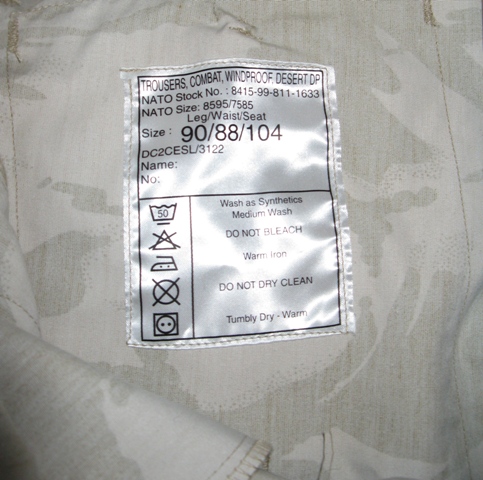 TROUSERS, COMBAT, WINDPROOF, DESERT DP
NATO Stock No. : 8415-99-811-1633
NATO Size: 8595/7585
Leg/Waist/Seat
Size : 90/88/104
DC2CESL/3122
Name:
No:
50
Wash as Synthetics
Medium Wash
DO NOT BLEACH
Warm Iron
DO NOT DRY CLEAN
Tumbly Dry - Warm